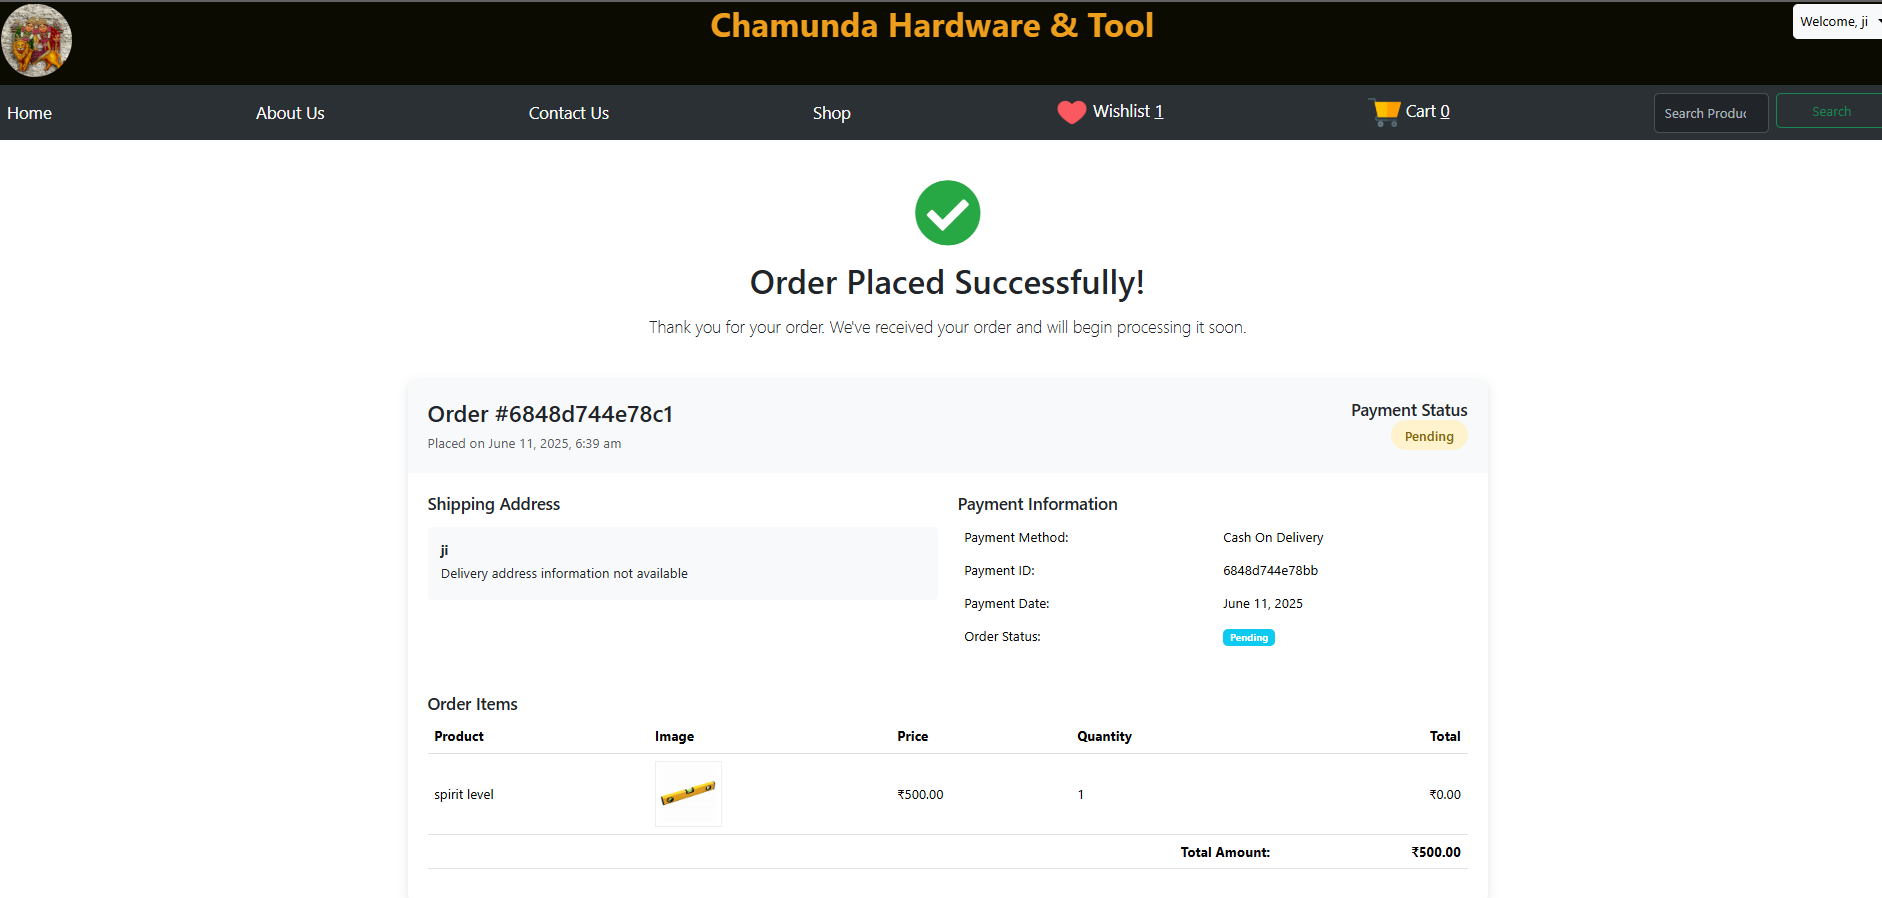 Chamunda Hardware & Tool
Welcome, ji
Home About Us Contact Us Shop Wishlist 1 Cart 0 Search Produc Search
Order Placed Successfully!
Thank you for your order. We've received your order and will begin processing it soon.
Order #6848d744e78c1
Placed on June 11, 2025, 6:39 am
Payment Status
Pending
Shipping Address
ji
Delivery address information not available
Payment Information
Payment Method: Cash On Delivery
Payment ID: 6848d744e78bb
Payment Date: June 11, 2025
Order Status: Pending
Order Items
Product Image Price Quantity Total
spirit level ₹500.00 1 ₹0.00
Total Amount: ₹500.00